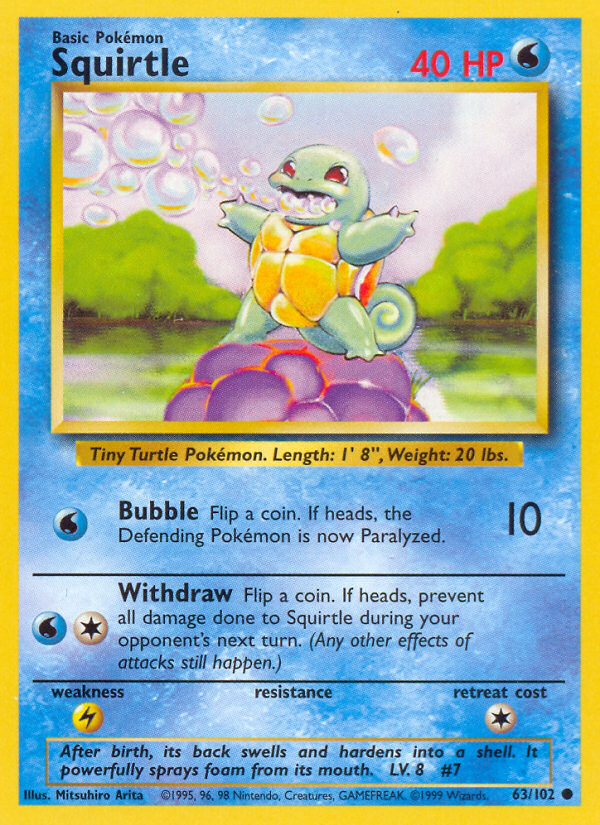 Basic Pokémon
Squirtle 40 HP
Tiny Turtle Pokémon. Length: 1' 8", Weight: 20 lbs.
Bubble Flip a coin. If heads, the
Defending Pokémon is now Paralyzed.
10
Withdraw Flip a coin. If heads, prevent
all damage done to Squirtle during your
opponent's next turn. (Any other effects of
attacks still happen.)
weakness resistance retreat cost
After birth, its back swells and hardens into a shell. It
powerfully sprays foam from its mouth. LV. 8 #7
Illus. Mitsuhiro Arita ©1995, 96, 98 Nintendo, Creatures, GAMEFREAK. ©1999 Wizards. 63/102